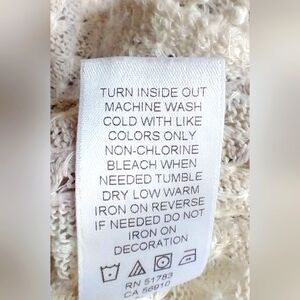 TURN INSIDE OUT
MACHINE WASH
COLD WITH LIKE
COLORS ONLY
NON-CHLORINE
BLEACH WHEN
NEEDED TUMBLE
DRY LOW WARM
IRON ON REVERSE
IF NEEDED DO NOT
IRON ON
DECORATION
RN 51783
CA 56910